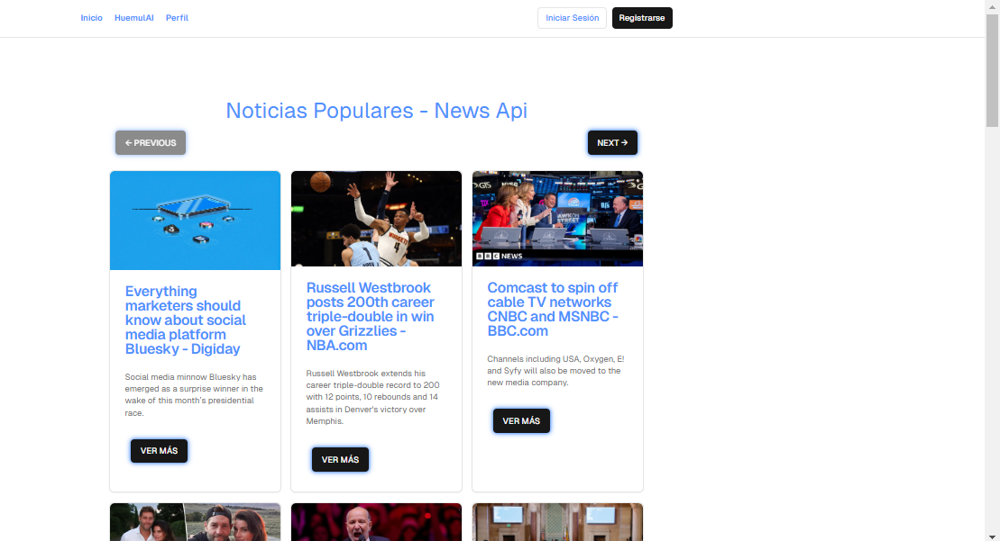 Inicio HuemulAI Perfil Iniciar Sesión Registrarse
Noticias Populares - News Api
← PREVIOUS NEXT →
Everything
marketers should
know about social
media platform
Bluesky - Digiday
Social media minnow Bluesky has
emerged as a surprise winner in the
wake of this month's presidential
race.
VER MÁS
NUGGETS
4
1
Russell Westbrook
posts 200th career
triple-double in win
over Grizzlies -
NBA.com
Russell Westbrook extends his
career triple-double record to 200
with 12 points, 10 rebounds and 14
assists in Denver's victory over
Memphis.
VER MÁS
BBC NEWS
Comcast to spin off
cable TV networks
CNBC and MSNBC -
BBC.com
Channels including USA, Oxygen, E!
and Syfy will also be moved to the
new media company.
VER MÁS